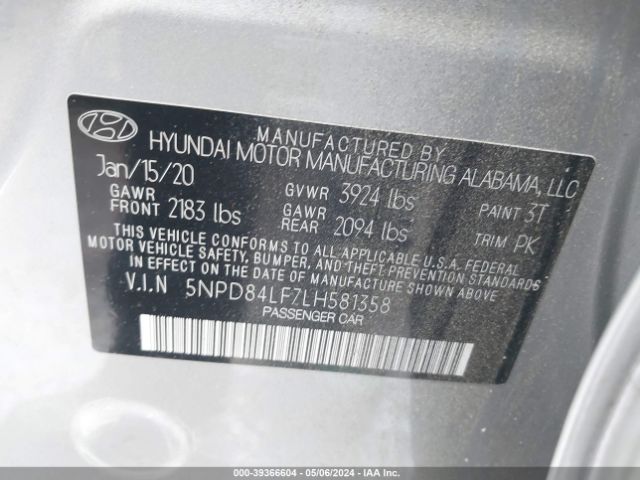 MANUFACTURED BY
HYUNDAI MOTOR MANUFACTURING ALABAMA, LLC
Jan/15/20 GVWR 3924 lbs PAINT 3T
GAWR FRONT 2183 lbs GAWR REAR 2094 lbs TRIM PK
THIS VEHICLE CONFORMS TO ALL APPLICABLE U.S.A. FEDERAL
MOTOR VEHICLE SAFETY, BUMPER, AND THEFT PREVENTION STANDARDS
IN EFFECT ON THE DATE OF MANUFACTURE SHOWN ABOVE.
V.I.N 5NPD84LF7LH581358
PASSENGER CAR
000-39366604 - 05/06/2024 - IAA Inc.